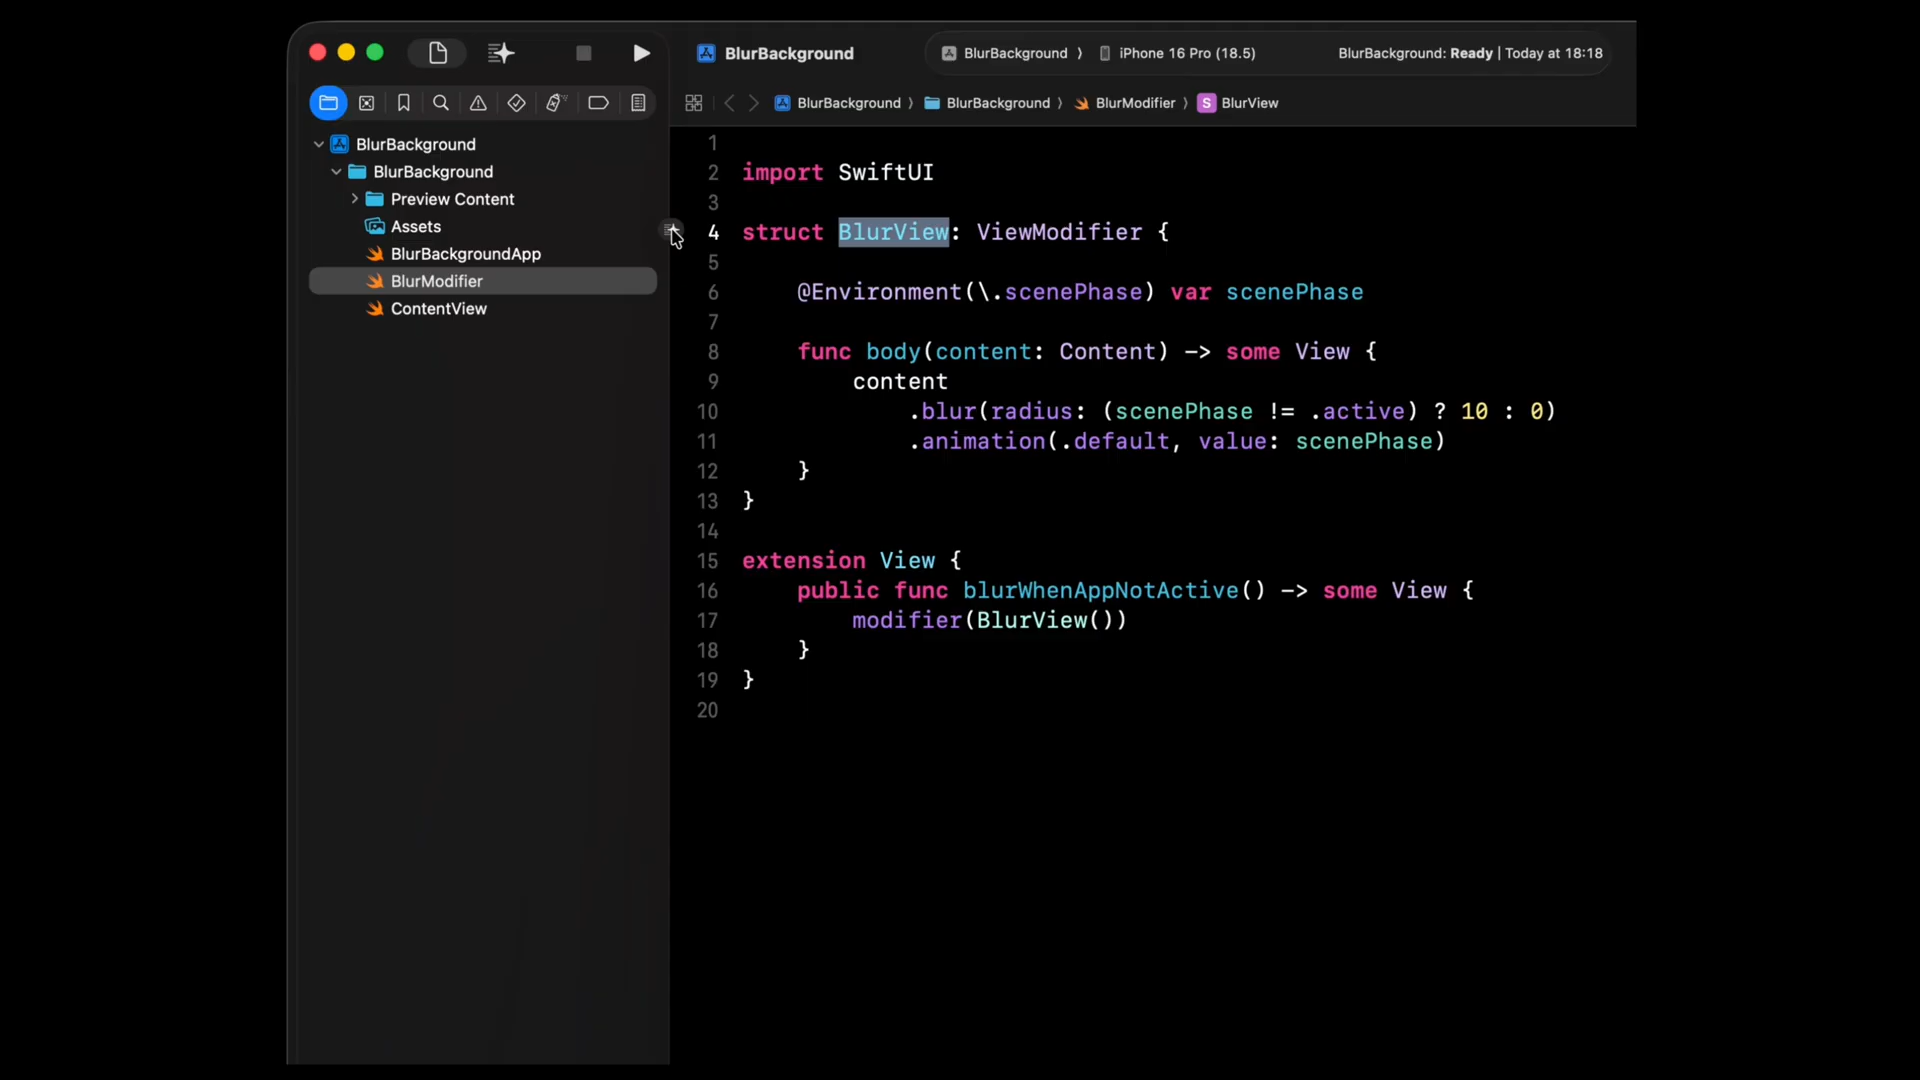 BlurBackground
BlurBackground 〉 iPhone 16 Pro (18.5)
BlurBackground: Ready | Today at 18:18
BlurBackground 〉 BlurBackground 〉 BlurModifier 〉 S BlurView
BlurBackground
BlurBackground
Preview Content
Assets
BlurBackgroundApp
BlurModifier
ContentView
1
2 import SwiftUI
3
4 struct BlurView: ViewModifier {
5
6 @Environment(\.scenePhase) var scenePhase
7
8 func body(content: Content) -> some View {
9 content
10 .blur(radius: (scenePhase != .active) ? 10 : 0)
11 .animation(.default, value: scenePhase)
12 }
13 }
14
15 extension View {
16 public func blurWhenAppNotActive() -> some View {
17 modifier(BlurView())
18 }
19 }
20